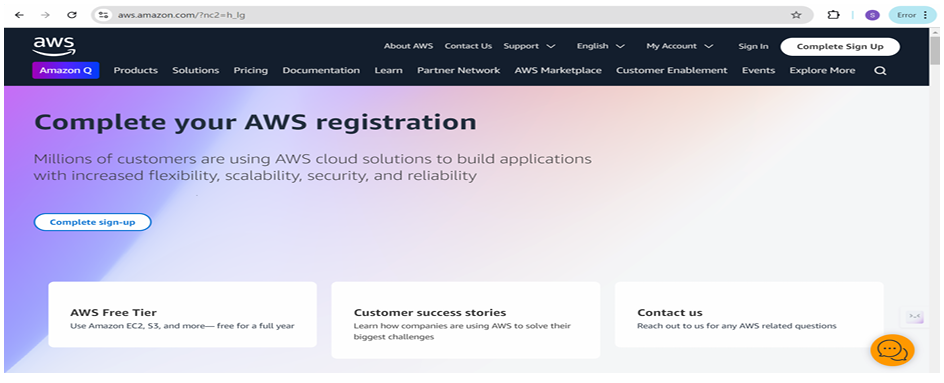 aws.amazon.com/?nc2=h_lg
S
Error
aws
About AWS Contact Us Support English My Account Sign In Complete Sign Up
Amazon Q Products Solutions Pricing Documentation Learn Partner Network AWS Marketplace Customer Enablement Events Explore More
Complete your AWS registration
Millions of customers are using AWS cloud solutions to build applications
with increased flexibility, scalability, security, and reliability
Complete sign-up
AWS Free Tier
Use Amazon EC2, S3, and more— free for a full year
Customer success stories
Learn how companies are using AWS to solve their
biggest challenges
Contact us
Reach out to us for any AWS related questions